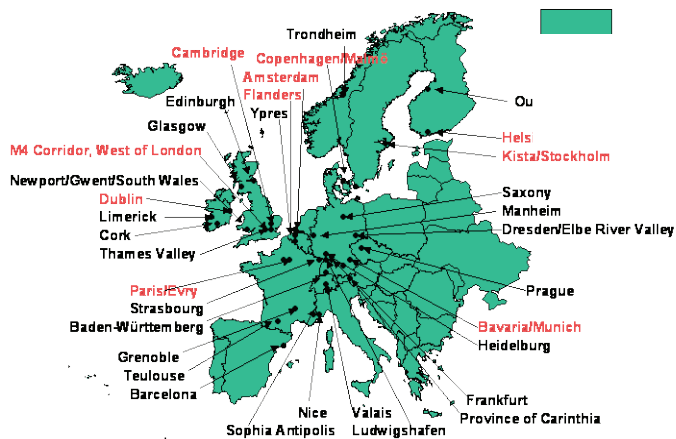 Trondheim
Cambridge
Copenhagen/Malmö
Amsterdam
Flanders
Edinburgh
Ypres
Ou
Glasgow
Helsi
M4 Corridor, West of London
Kista/Stockholm
Newport/Gwent/South Wales
Saxony
Dublin
Manheim
Limerick
Dresden/Elbe River Valley
Cork
Thames Valley
Paris/Evry
Prague
Strasbourg
Baden-Württemberg
Bavaria/Munich
Heidelburg
Grenoble
Teulouse
Barcelona
Frankfurt
Nice
Valais
Province of Carinthia
Sophia Antipolis
Ludwigshafen